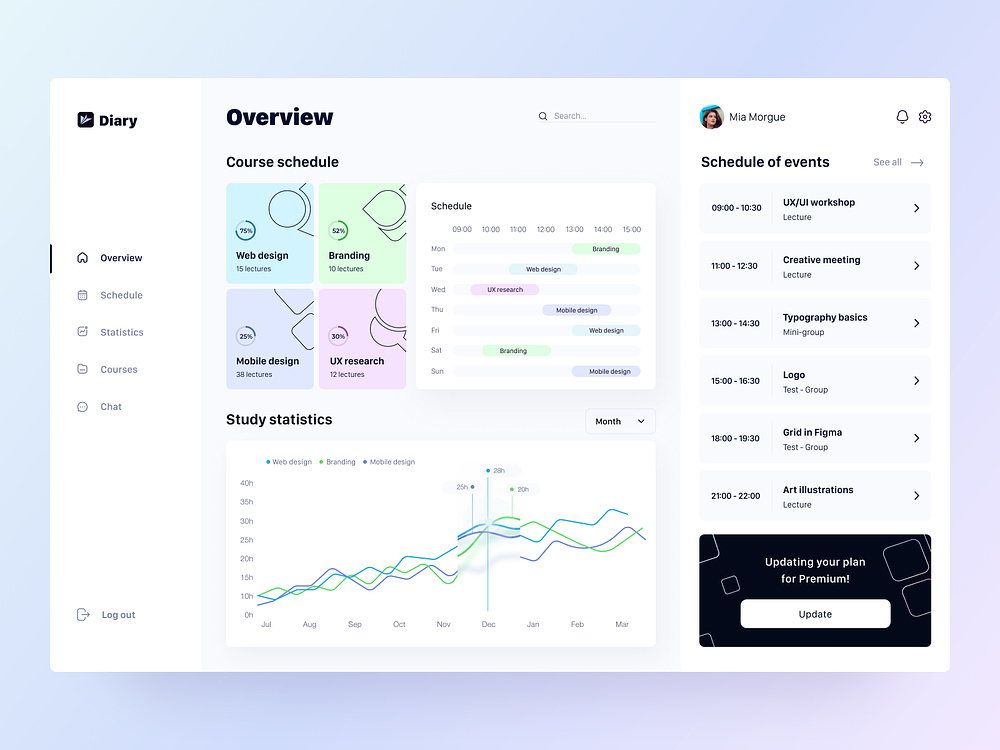 Diary
Overview
Schedule
Statistics
Courses
Chat
Log out
Overview
Search...
Course schedule
75%
Web design
15 lectures
52%
Branding
10 lectures
25%
Mobile design
38 lectures
30%
UX research
12 lectures
Schedule
09:00 10:00 11:00 12:00 13:00 14:00 15:00
Mon Branding
Tue Web design
Wed UX research
Thu Mobile design
Fri Web design
Sat Branding
Sun Mobile design
Study statistics
Month
Web design Branding Mobile design
28h
25h
20h
40h
35h
30h
25h
20h
15h
10h
0h
Jul Aug Sep Oct Nov Dec Jan Feb Mar
Mia Morgue
Schedule of events
See all
09:00 - 10:30
UX/UI workshop
Lecture
11:00 - 12:30
Creative meeting
Lecture
13:00 - 14:30
Typography basics
Mini-group
15:00 - 16:30
Logo
Test - Group
18:00 - 19:30
Grid in Figma
Test - Group
21:00 - 22:00
Art illustrations
Lecture
Updating your plan
for Premium!
Update